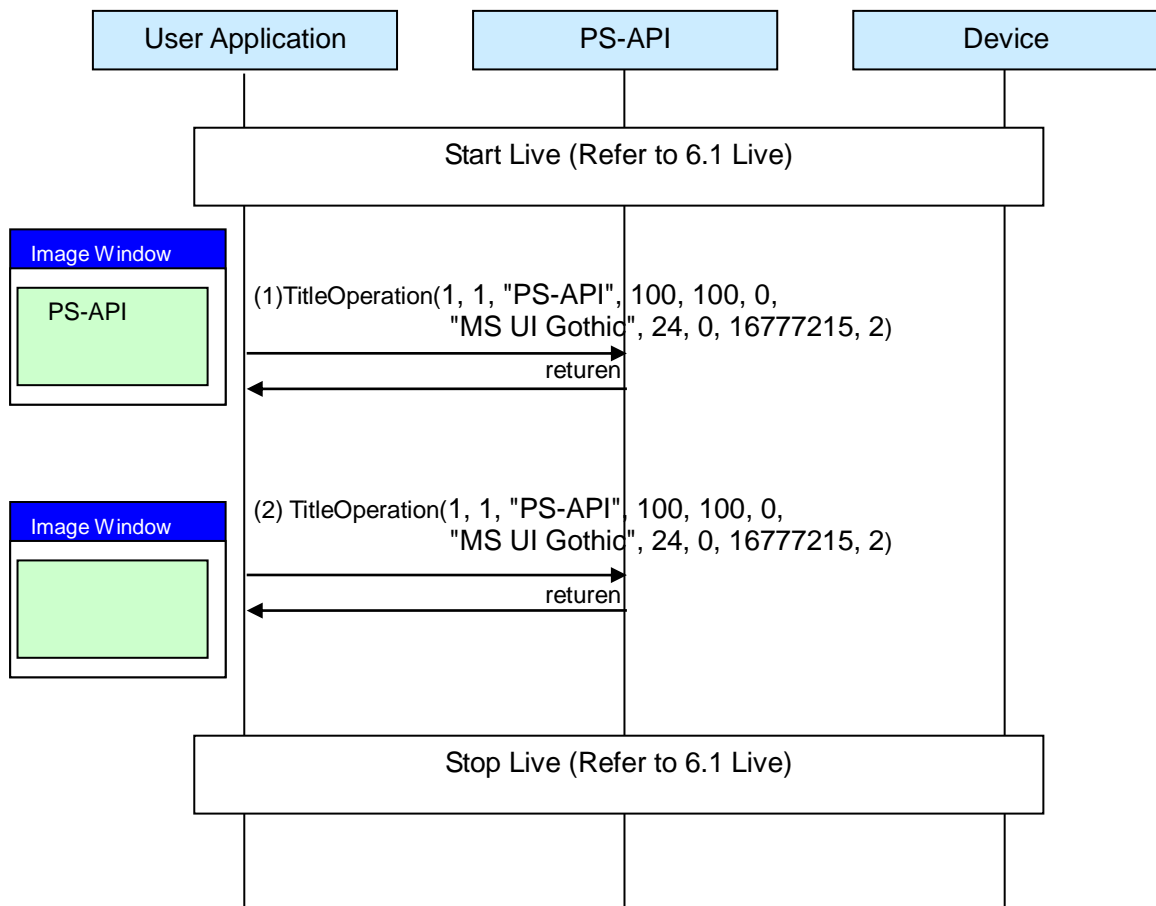 User Application
PS-API
Device
Start Live (Refer to 6.1 Live)
Image Window
PS-API
(1)TitleOperation(1, 1, "PS-API", 100, 100, 0,
"MS UI Gothic", 24, 0, 16777215, 2)
returen
Image Window
(2) TitleOperation(1, 1, "PS-API", 100, 100, 0,
"MS UI Gothic", 24, 0, 16777215, 2)
returen
Stop Live (Refer to 6.1 Live)